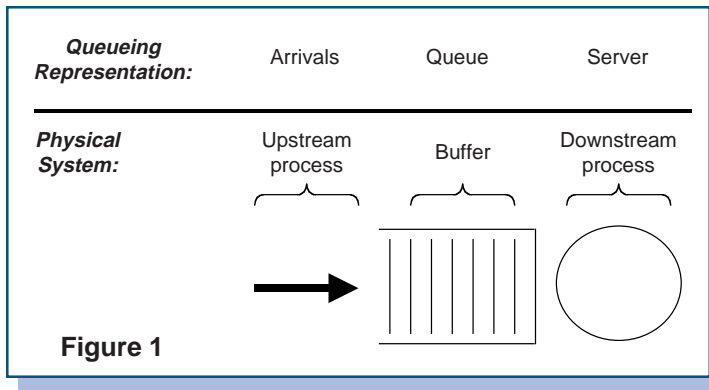 Queueing
Representation:
Arrivals
Queue
Server
Physical
System:
Upstream
process
Buffer
Downstream
process
Figure 1